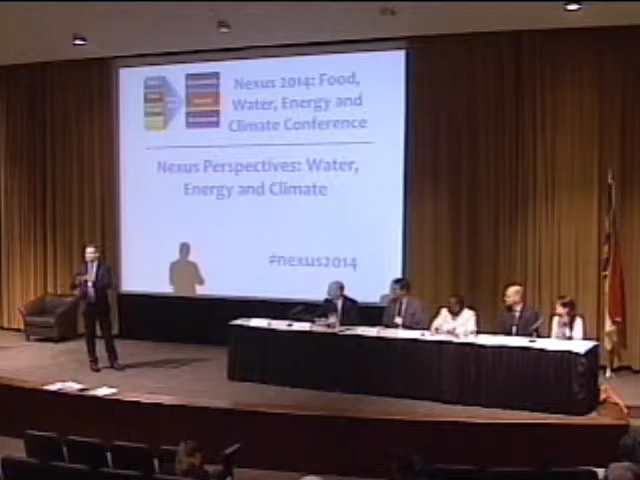 Nexus 2014: Food,
Water, Energy and
Climate Conference
Nexus Perspectives: Water,
Energy and Climate
#nexus2014